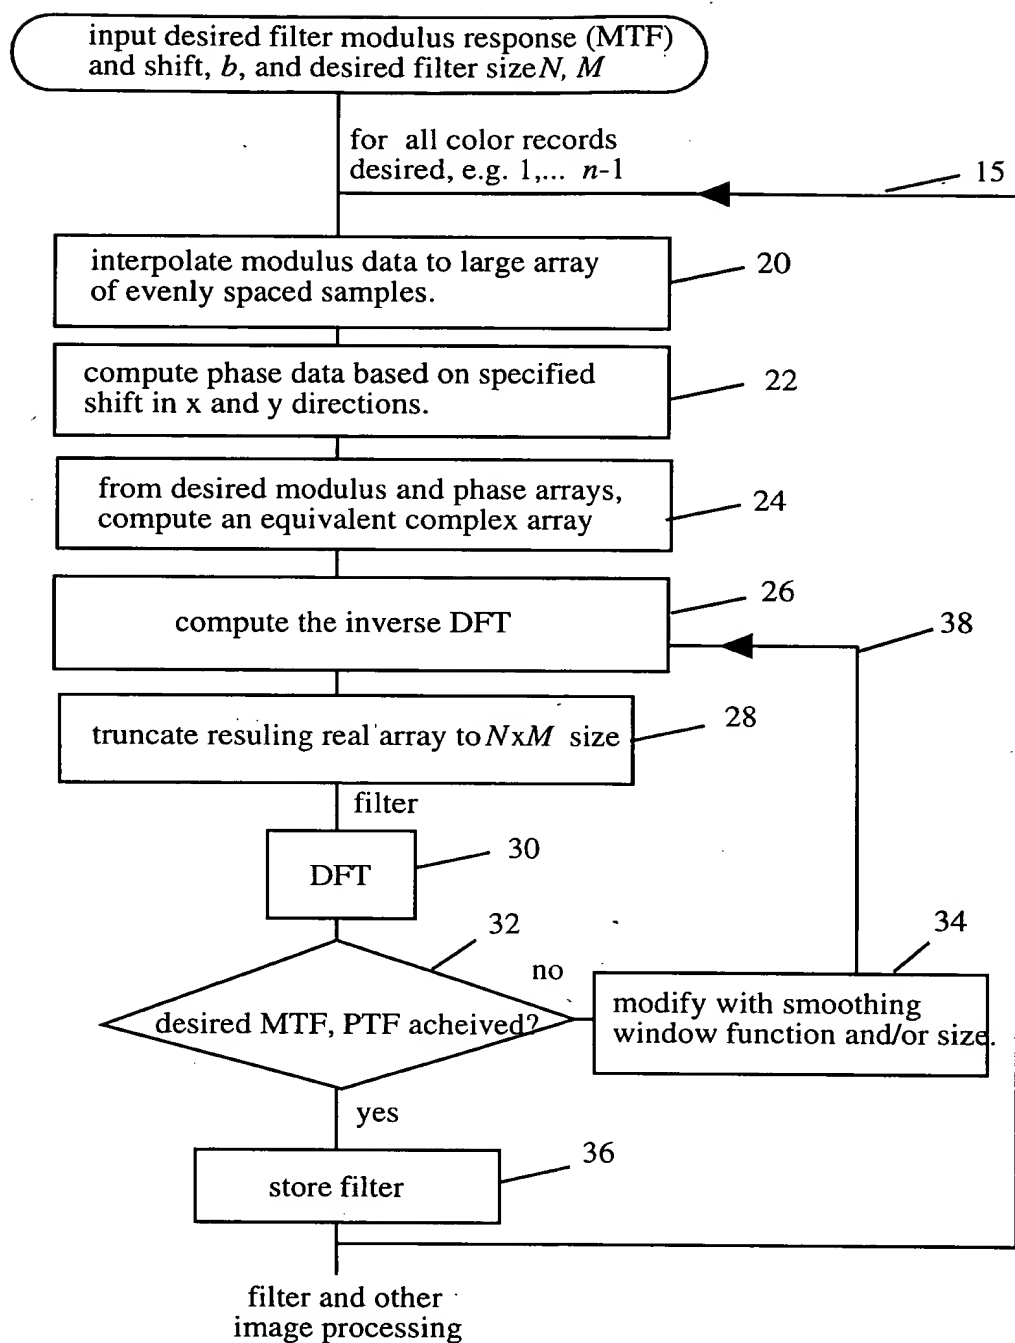 input desired filter modulus response (MTF)
and shift, b, and desired filter size N, M
for all color records
desired, e.g. 1,... n-1
15
interpolate modulus data to large array
of evenly spaced samples.
20
compute phase data based on specified
shift in x and y directions.
22
from desired modulus and phase arrays,
compute an equivalent complex array
24
compute the inverse DFT
26
38
truncate resuling real array to NxM size
28
filter
DFT
30
32
desired MTF, PTF acheived?
no
34
modify with smoothing
window function and/or size.
yes
store filter
36
filter and other
image processing